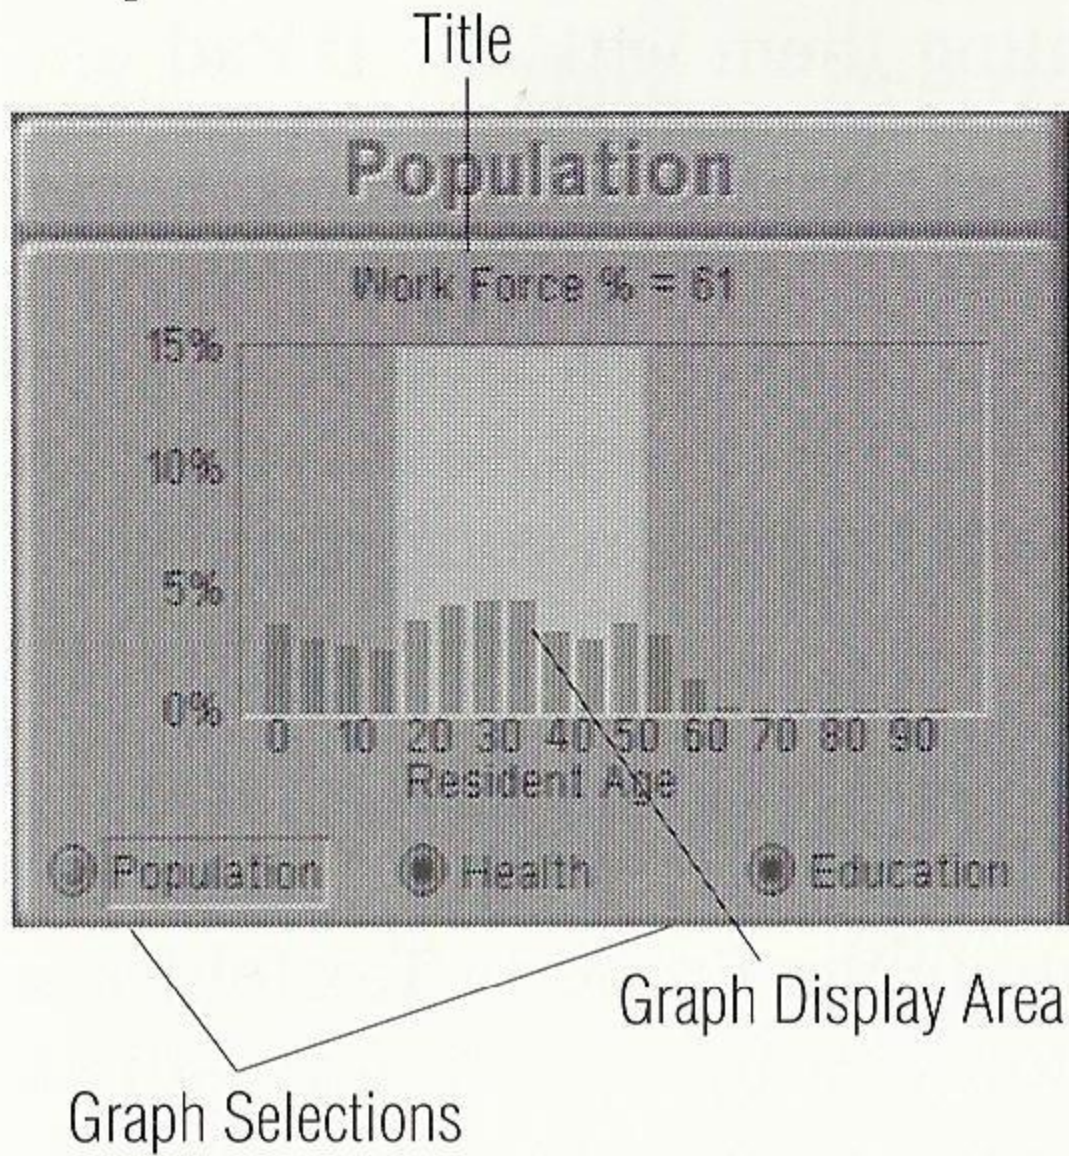 Title
Population
Work Force % = 61
15%
10%
5%
0%
0 10 20 30 40 50 60 70 80 90
Resident Age
Population Health Education
Graph Display Area
Graph Selections